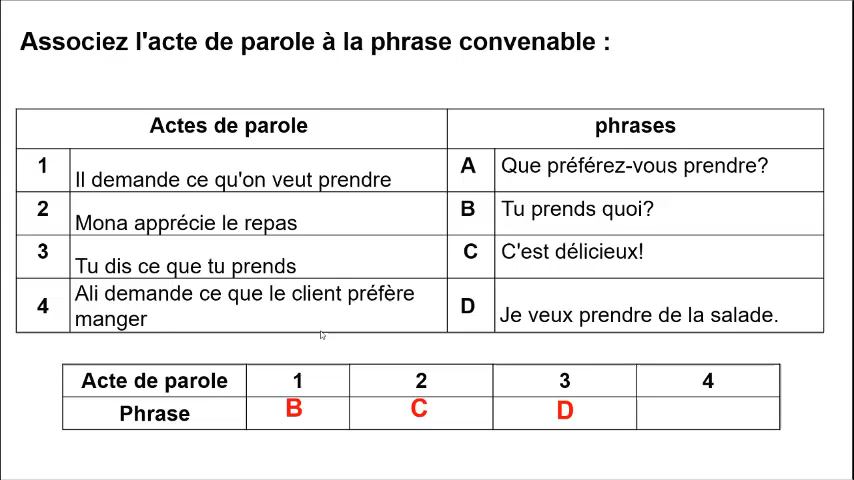 Associez l'acte de parole à la phrase convenable :
Actes de parole phrases
1 Il demande ce qu'on veut prendre A Que préférez-vous prendre?
2 Mona apprécie le repas B Tu prends quoi?
3 Tu dis ce que tu prends C C'est délicieux!
4 Ali demande ce que le client préfère
manger D Je veux prendre de la salade.
Acte de parole 1 2 3 4
Phrase B C D